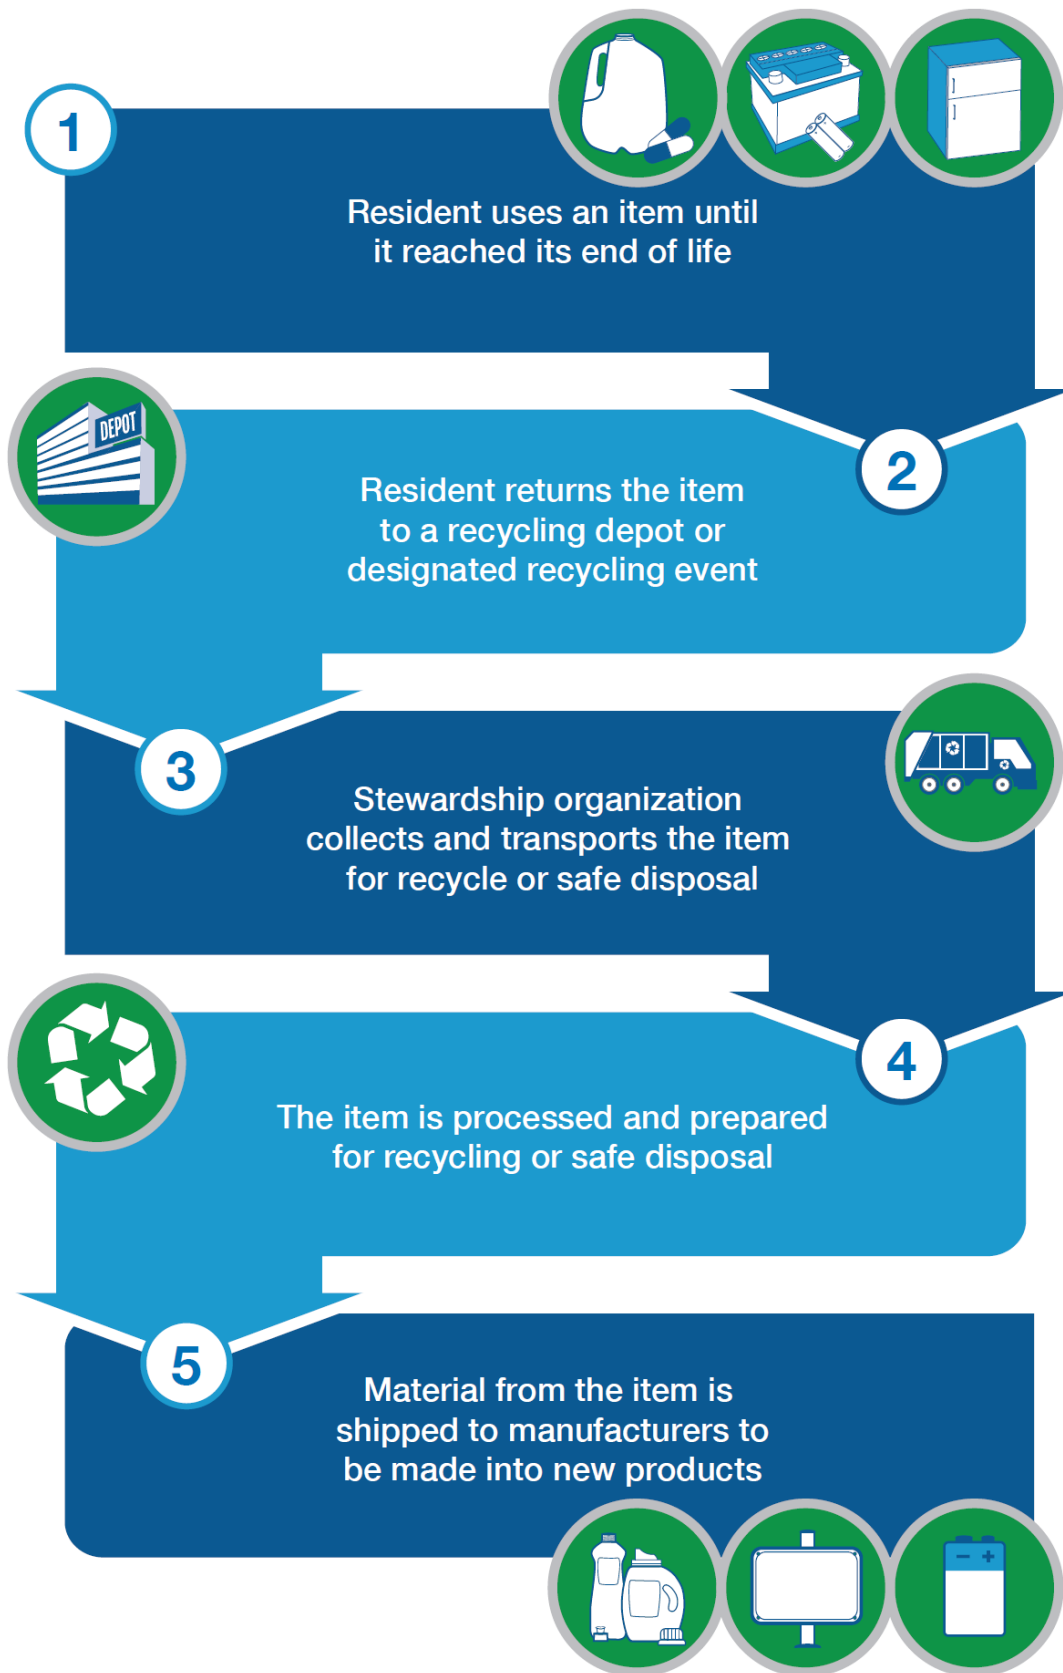 1
Resident uses an item until
it reached its end of life
DEPOT
2
Resident returns the item
to a recycling depot or
designated recycling event
3
Stewardship organization
collects and transports the item
for recycle or safe disposal
4
The item is processed and prepared
for recycling or safe disposal
5
Material from the item is
shipped to manufacturers to
be made into new products
- +